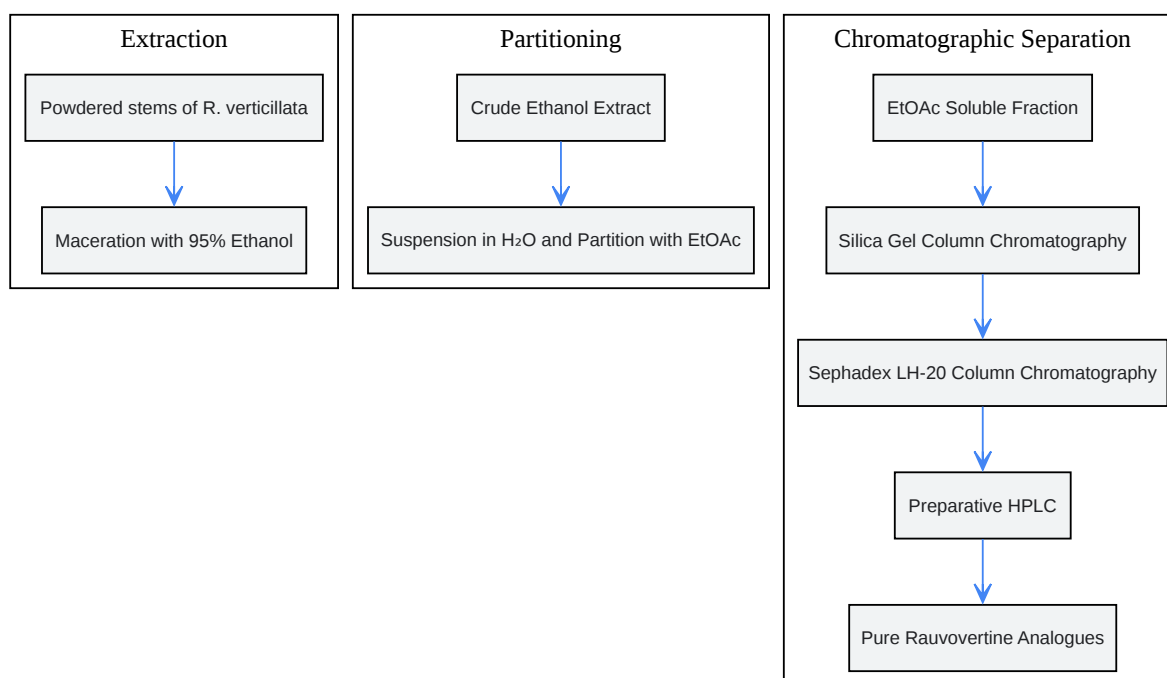 Extraction
Powdered stems of R. verticillata
Maceration with 95% Ethanol
Partitioning
Crude Ethanol Extract
Suspension in H₂O and Partition with EtOAc
Chromatographic Separation
EtOAc Soluble Fraction
Silica Gel Column Chromatography
Sephadex LH-20 Column Chromatography
Preparative HPLC
Pure Rauvovertine Analogues